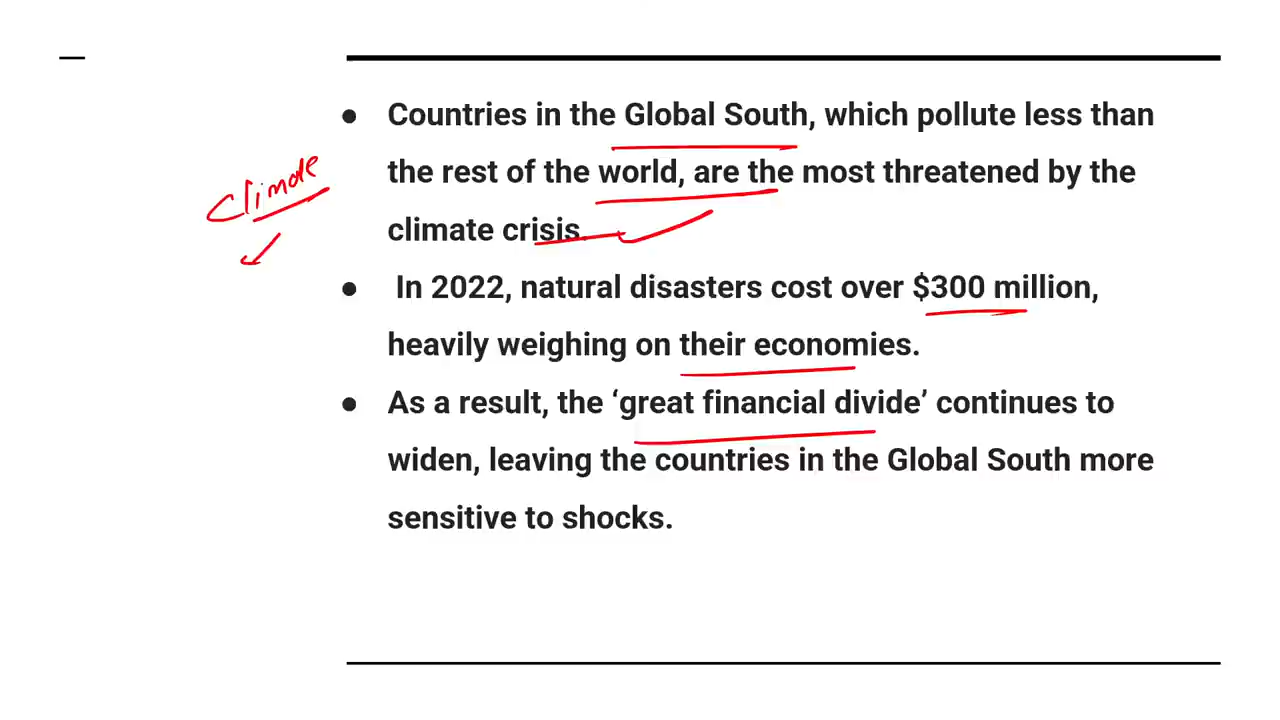 Countries in the Global South, which pollute less than
the rest of the world, are the most threatened by the
climate crisis.
Climate
In 2022, natural disasters cost over $300 million,
heavily weighing on their economies.
As a result, the ‘great financial divide’ continues to
widen, leaving the countries in the Global South more
sensitive to shocks.